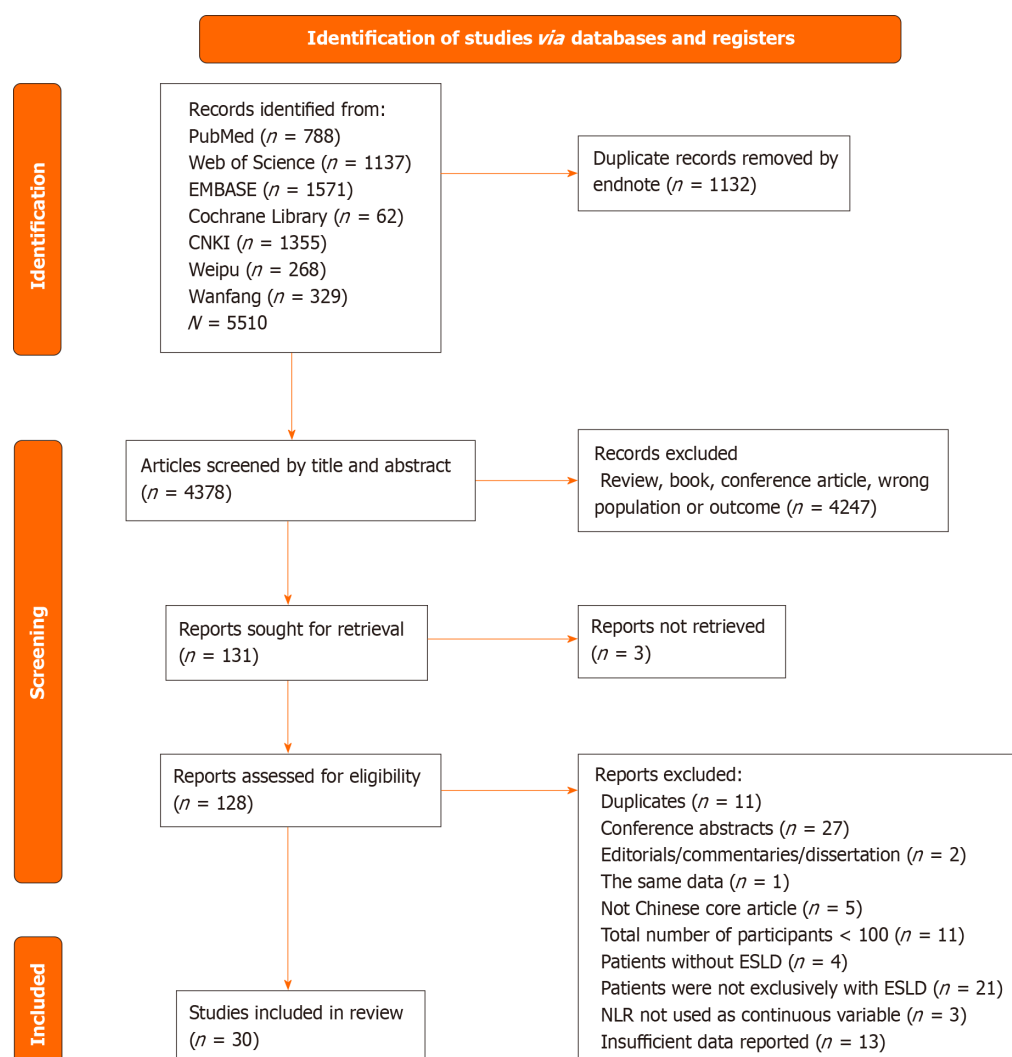 Identification of studies via databases and registers
Identification
Records identified from:
PubMed (n = 788)
Web of Science (n = 1137)
EMBASE (n = 1571)
Cochrane Library (n = 62)
CNKI (n = 1355)
Weipu (n = 268)
Wanfang (n = 329)
N = 5510
Duplicate records removed by
endnote (n = 1132)
Screening
Articles screened by title and abstract
(n = 4378)
Records excluded
Review, book, conference article, wrong
population or outcome (n = 4247)
Reports sought for retrieval
(n = 131)
Reports not retrieved
(n = 3)
Reports assessed for eligibility
(n = 128)
Reports excluded:
Duplicates (n = 11)
Conference abstracts (n = 27)
Editorials/commentaries/dissertation (n = 2)
The same data (n = 1)
Not Chinese core article (n = 5)
Total number of participants < 100 (n = 11)
Patients without ESLD (n = 4)
Patients were not exclusively with ESLD (n = 21)
NLR not used as continuous variable (n = 3)
Insufficient data reported (n = 13)
Included
Studies included in review
(n = 30)